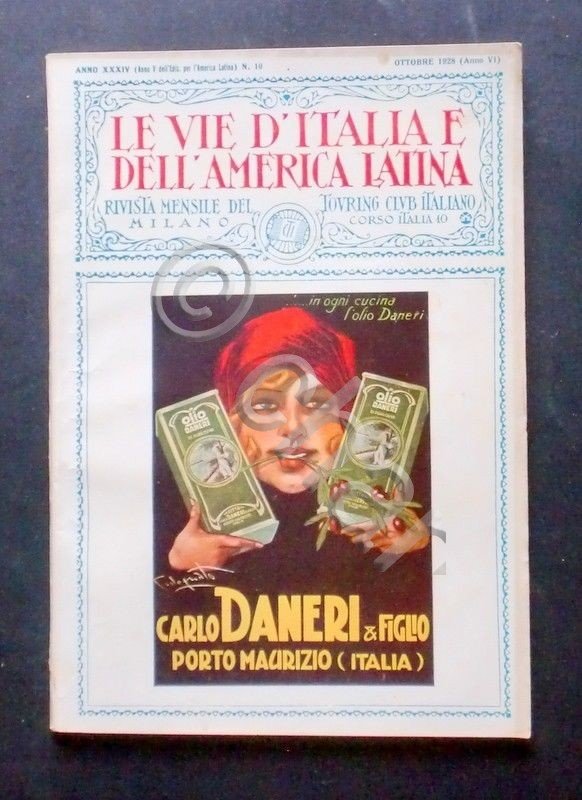 ANNO XXXIV (Anno V dell'Ediz. per l'America Latina) N. 10 OTTOBRE 1928 (Anno VI)
LE VIE D'ITALIA E
DELL'AMERICA LATINA
RIVISTA MENSILE DEL TOURING CLUB ITALIANO
MILANO CORSO ITALIA 10
......in ogni cucina
l'olio Daneri
olio
DANERI
olio
DANERI
CARLO DANERI & FIGLIO
PORTO MAURIZIO (ITALIA)